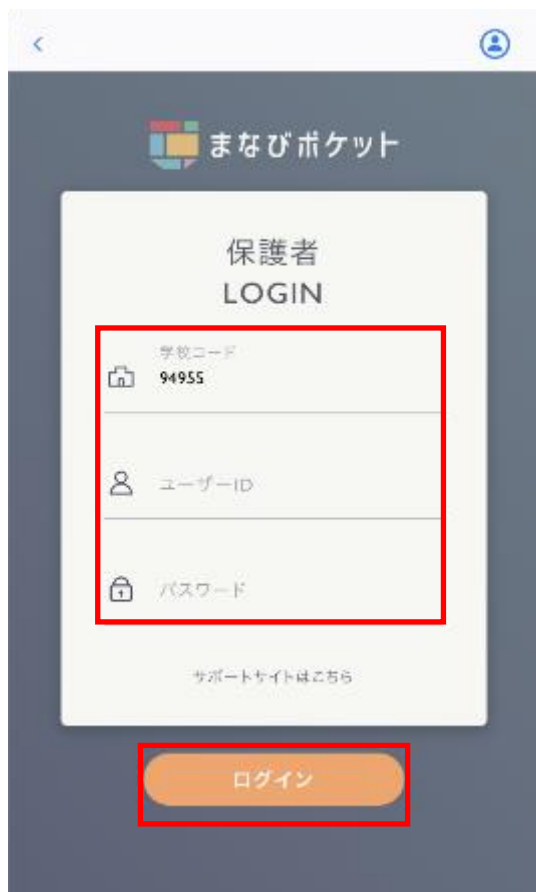 まなびポケット
保護者
LOGIN
学校コード
94955
ユーザーID
パスワード
サポートサイトはこちら
ログイン